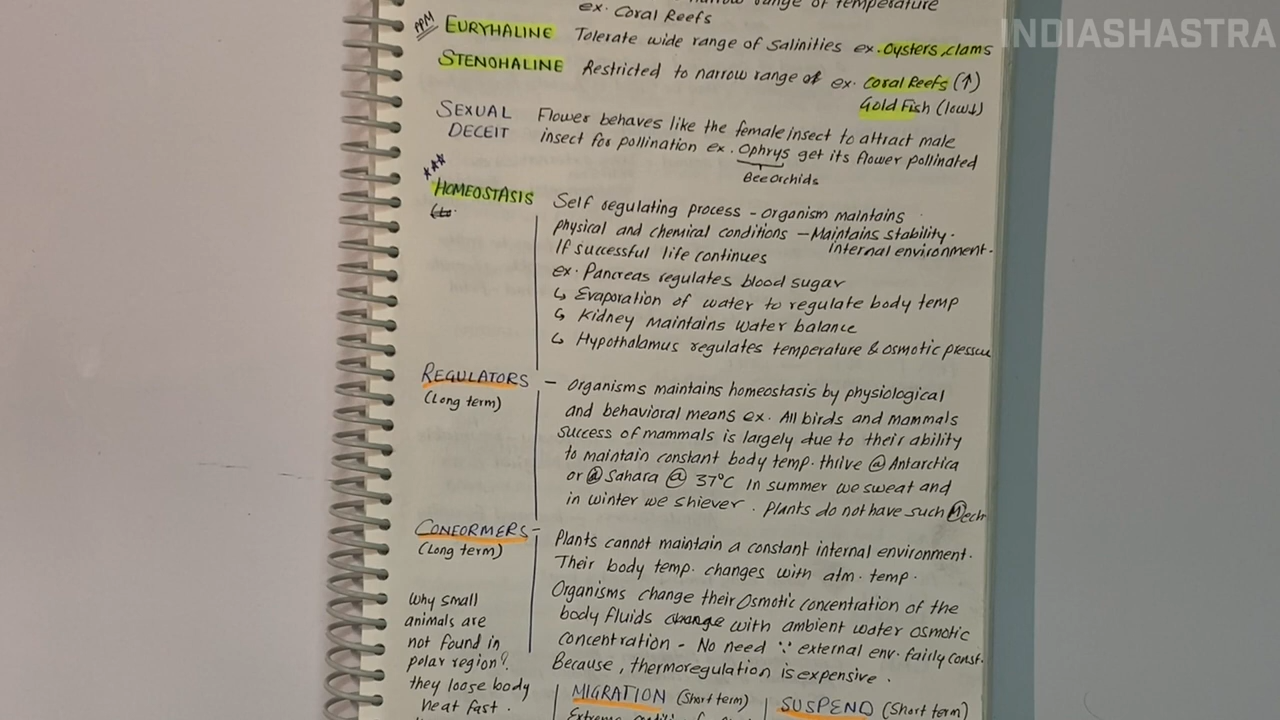 narrow range of temperature
ex. Coral Reefs
INDIASHASTRA
EURYHALINE Tolerate wide range of salinities ex. Oysters, clams
STENOHALINE Restricted to narrow range of ex. Coral Reefs (↑)
Gold Fish (low↓)
SEXUAL DECEIT Flower behaves like the female insect to attract male
insect for pollination ex. Ophrys get its flower pollinated
Bee orchids
HOMEOSTASIS Self regulating process - organism maintains
physical and chemical conditions - Maintains stability.
internal environment.
If successful life continues
ex. Pancreas regulates blood sugar
↳ Evaporation of water to regulate body temp
↳ Kidney maintains water balance
↳ Hypothalamus regulates temperature & osmotic pressure
REGULATORS - Organisms maintains homeostasis by physiological
(Long term) and behavioral means ex. All birds and mammals
success of mammals is largely due to their ability
to maintain constant body temp. thrive @ Antarctica
or @ Sahara @ 37°C In summer we sweat and
in winter we shiever. Plants do not have such Mech
CONFORMERS - Plants cannot maintain a constant internal environment.
(Long term) Their body temp. changes with atm. temp.
Organisms change their Osmotic concentration of the
body fluids change with ambient water osmotic
concentration - No need ∵ external env. fairly const.
Because, thermoregulation is expensive.
Why small
animals are
not found in
polar region?
they loose body
heat fast.
MIGRATION (Short term)
SUSPEND (Short term)